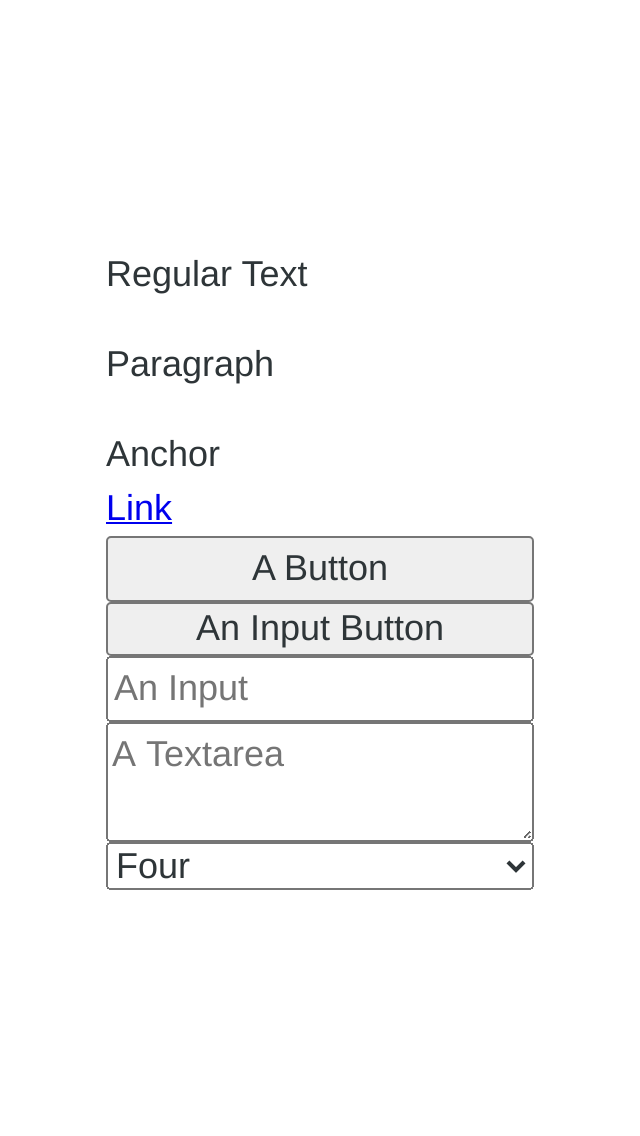 Regular Text
Paragraph
Anchor
Link
A Button
An Input Button
An Input
A Textarea
Four